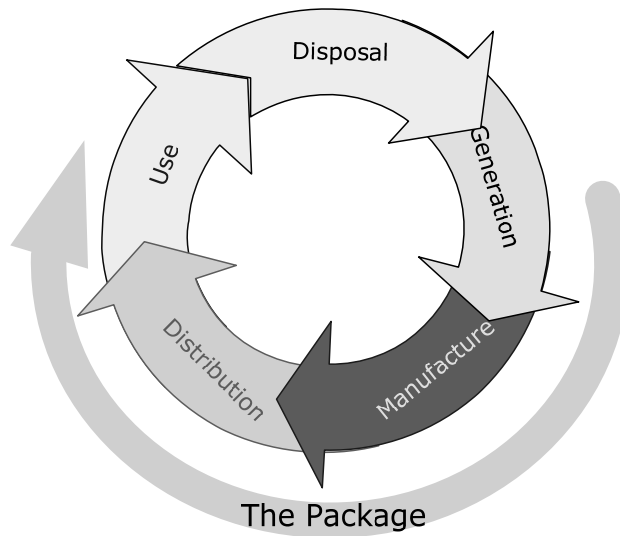 Disposal
Generation
Manufacture
Distribution
Use
The Package